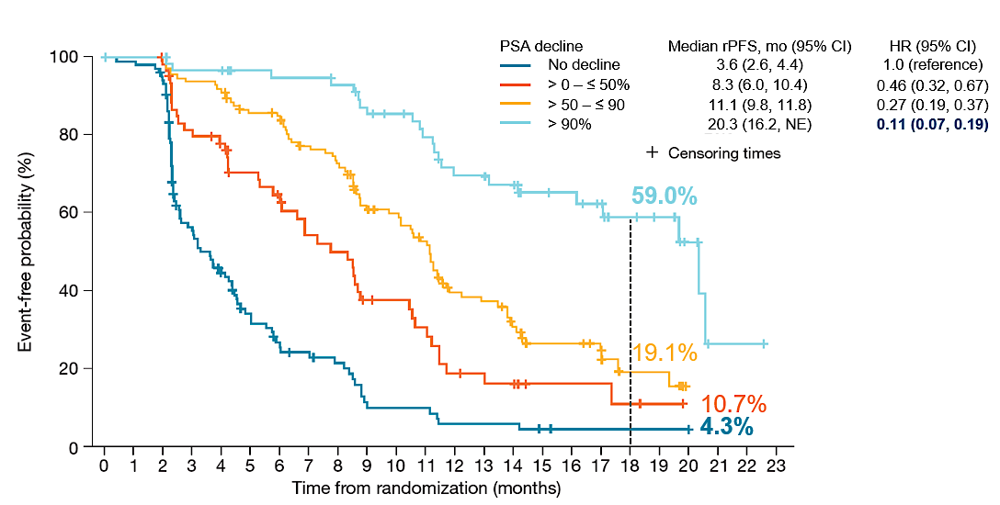 PSA decline Median rPFS, mo (95% CI) HR (95% CI)
No decline 3.6 (2.6, 4.4) 1.0 (reference)
> 0 – ≤ 50% 8.3 (6.0, 10.4) 0.46 (0.32, 0.67)
> 50 – ≤ 90 11.1 (9.8, 11.8) 0.27 (0.19, 0.37)
> 90% 20.3 (16.2, NE) 0.11 (0.07, 0.19)
+ Censoring times
Event-free probability (%)
100
80
60
40
20
0
59.0%
19.1%
10.7%
4.3%
0 1 2 3 4 5 6 7 8 9 10 11 12 13 14 15 16 17 18 19 20 21 22 23
Time from randomization (months)